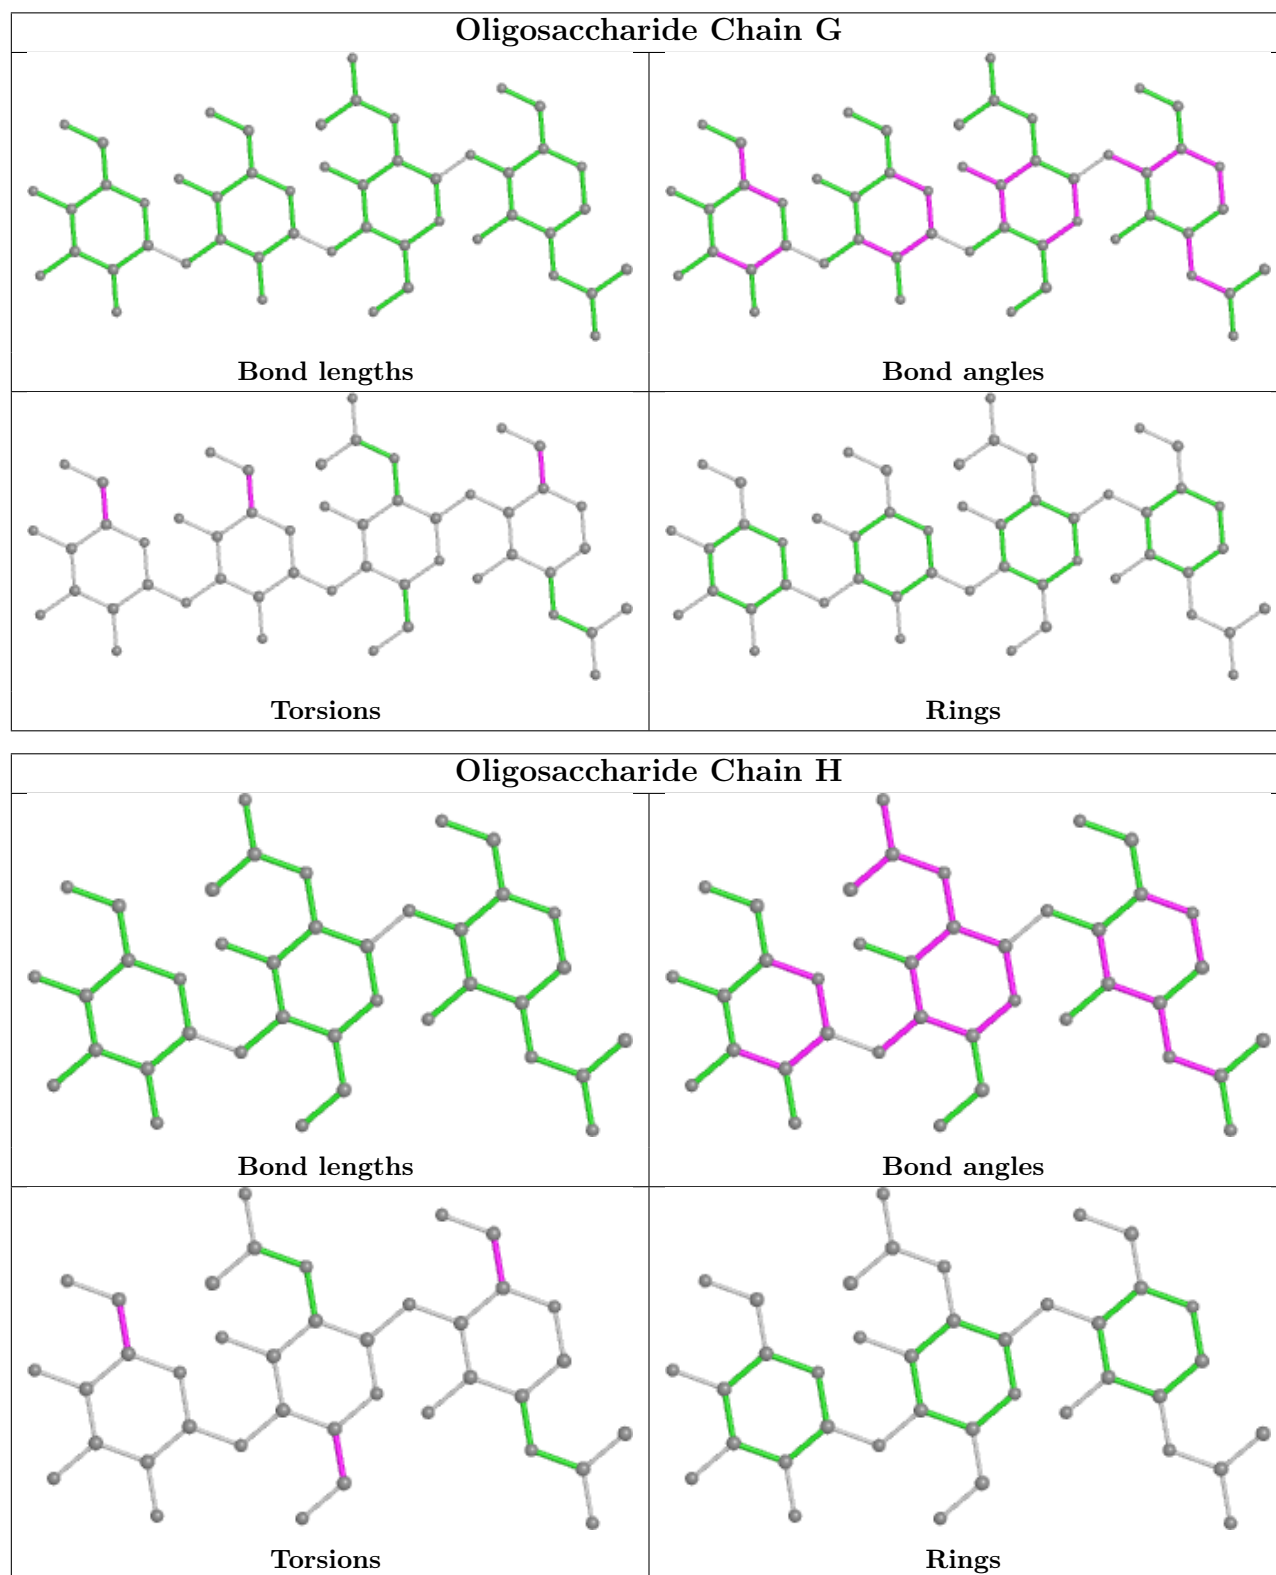 Oligosaccharide Chain G
Bond lengths
Bond angles
Torsions
Rings
Oligosaccharide Chain H
Bond lengths
Bond angles
Torsions
Rings